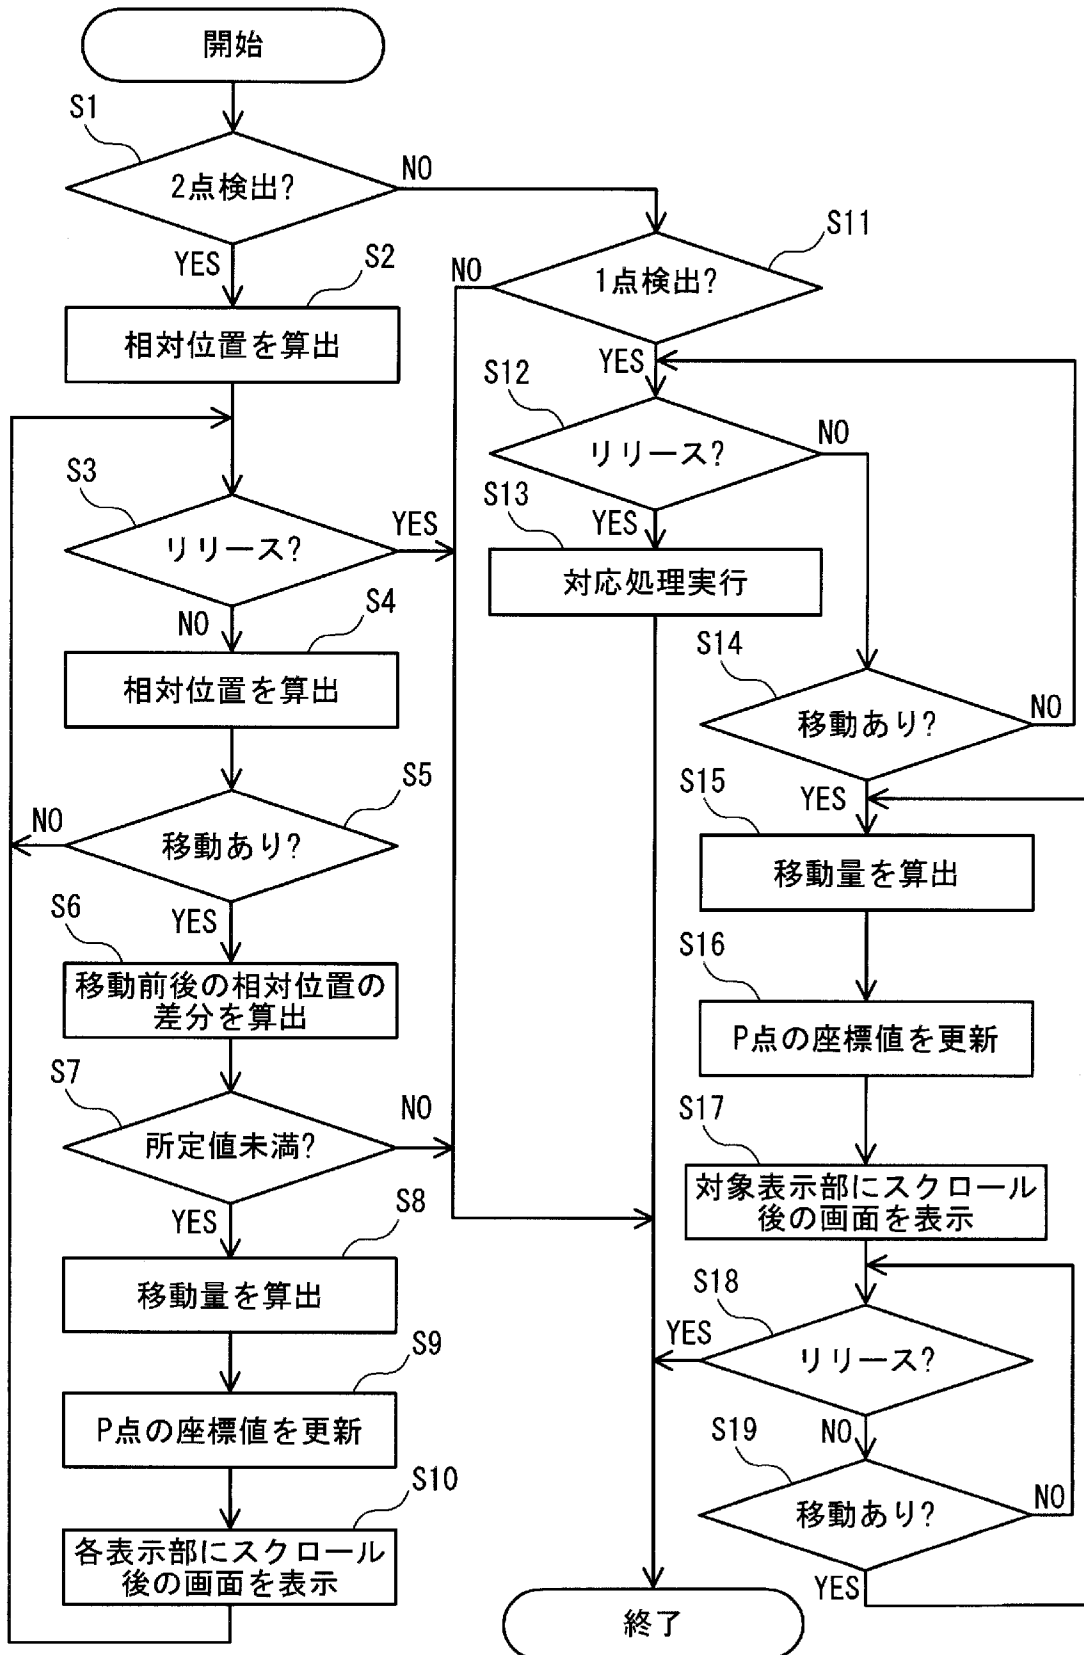 開始
S1
2点検出?
NO
YES
S2
相対位置を算出
S3
リリース?
YES
NO
S4
相対位置を算出
S5
移動あり?
NO
YES
S6
移動前後の相対位置の
差分を算出
S7
所定値未満?
NO
YES
S8
移動量を算出
S9
P点の座標値を更新
S10
各表示部にスクロール
後の画面を表示
S11
1点検出?
NO
YES
S12
リリース?
NO
YES
S13
対応処理実行
S14
移動あり?
NO
YES
S15
移動量を算出
S16
P点の座標値を更新
S17
対象表示部にスクロール
後の画面を表示
S18
リリース?
YES
NO
S19
移動あり?
NO
YES
終了